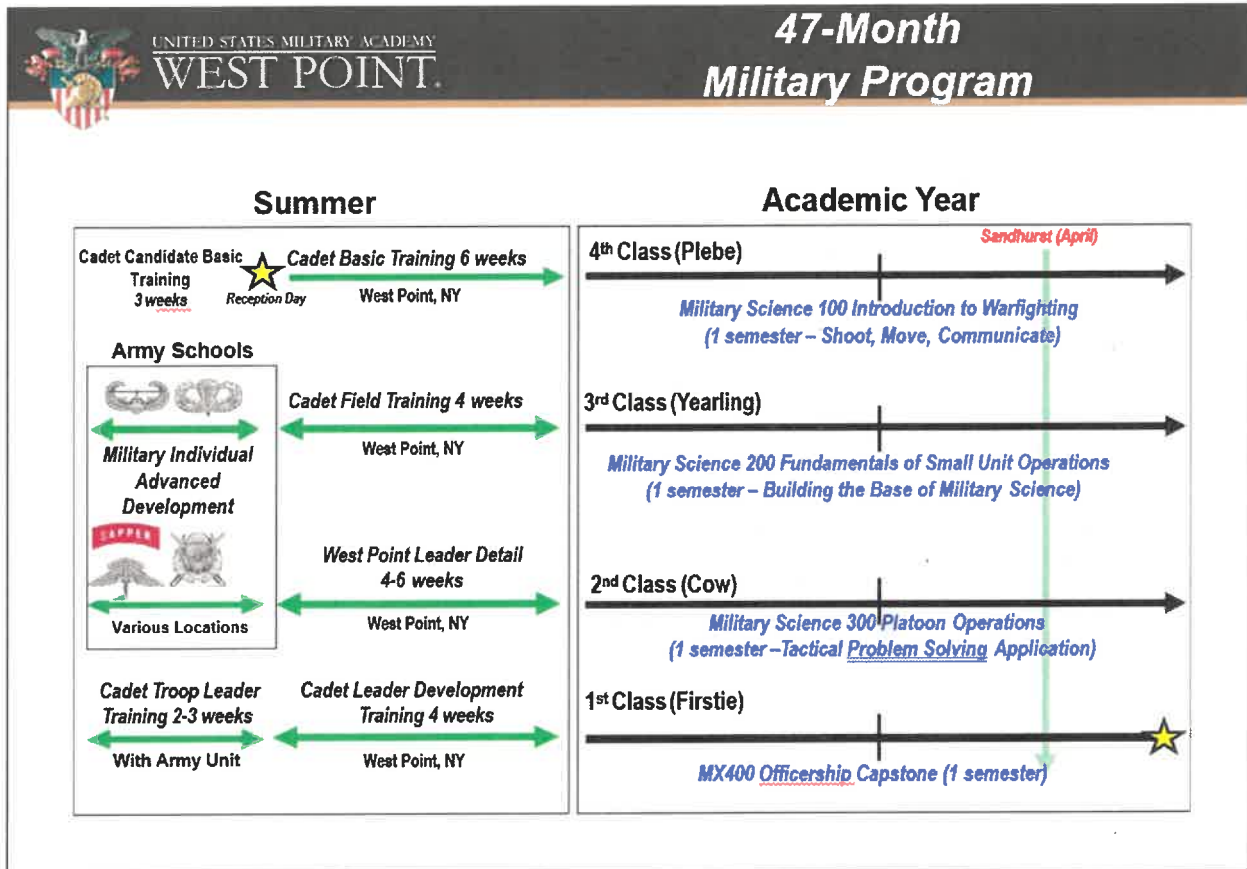 UNITED STATES MILITARY ACADEMY
WEST POINT.
47-Month
Military Program
Summer
Cadet Candidate Basic
Training
3 weeks
Reception Day
Cadet Basic Training 6 weeks
West Point, NY
Army Schools
Military Individual
Advanced
Development
SAPPER
Various Locations
Cadet Field Training 4 weeks
West Point, NY
West Point Leader Detail
4-6 weeks
West Point, NY
Cadet Troop Leader
Training 2-3 weeks
With Army Unit
Cadet Leader Development
Training 4 weeks
West Point, NY
Academic Year
Sandhurst (April)
4th Class (Plebe)
Military Science 100 Introduction to Warfighting
(1 semester – Shoot, Move, Communicate)
3rd Class (Yearling)
Military Science 200 Fundamentals of Small Unit Operations
(1 semester – Building the Base of Military Science)
2nd Class (Cow)
Military Science 300 Platoon Operations
(1 semester –Tactical Problem Solving Application)
1st Class (Firstie)
MX400 Officership Capstone (1 semester)